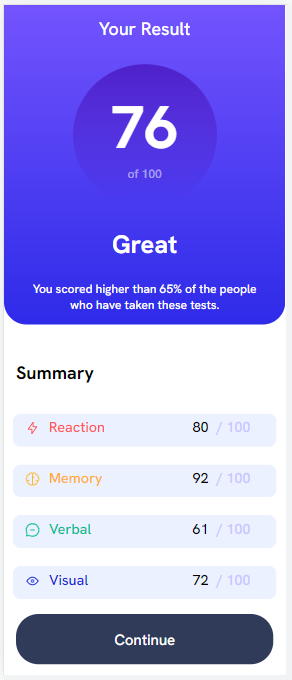 Your Result
76
of 100
Great
You scored higher than 65% of the people
who have taken these tests.
Summary
Reaction 80 / 100
Memory 92 / 100
Verbal 61 / 100
Visual 72 / 100
Continue